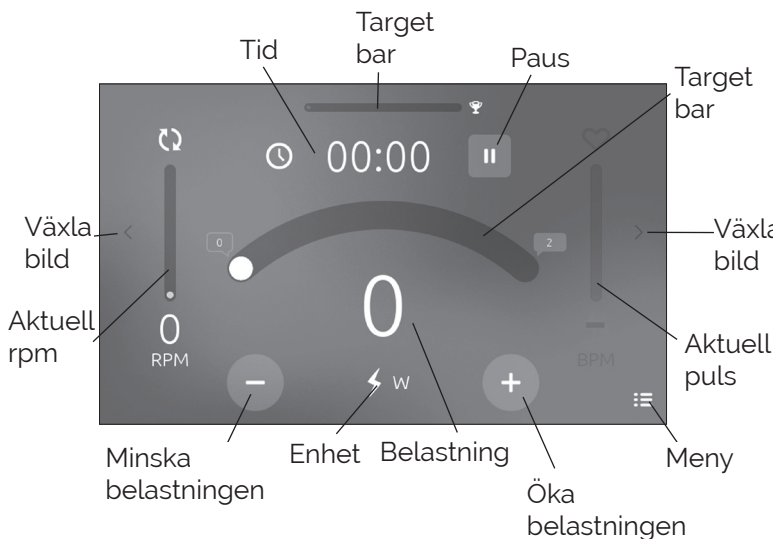 Tid
Target
bar
Paus
Target
bar
00:00
Växla
bild
0
2
Växla
bild
Aktuell
rpm
0
RPM
0
W
BPM
Aktuell
puls
Minska
belastningen
Enhet
Belastning
Öka
belastningen
Meny